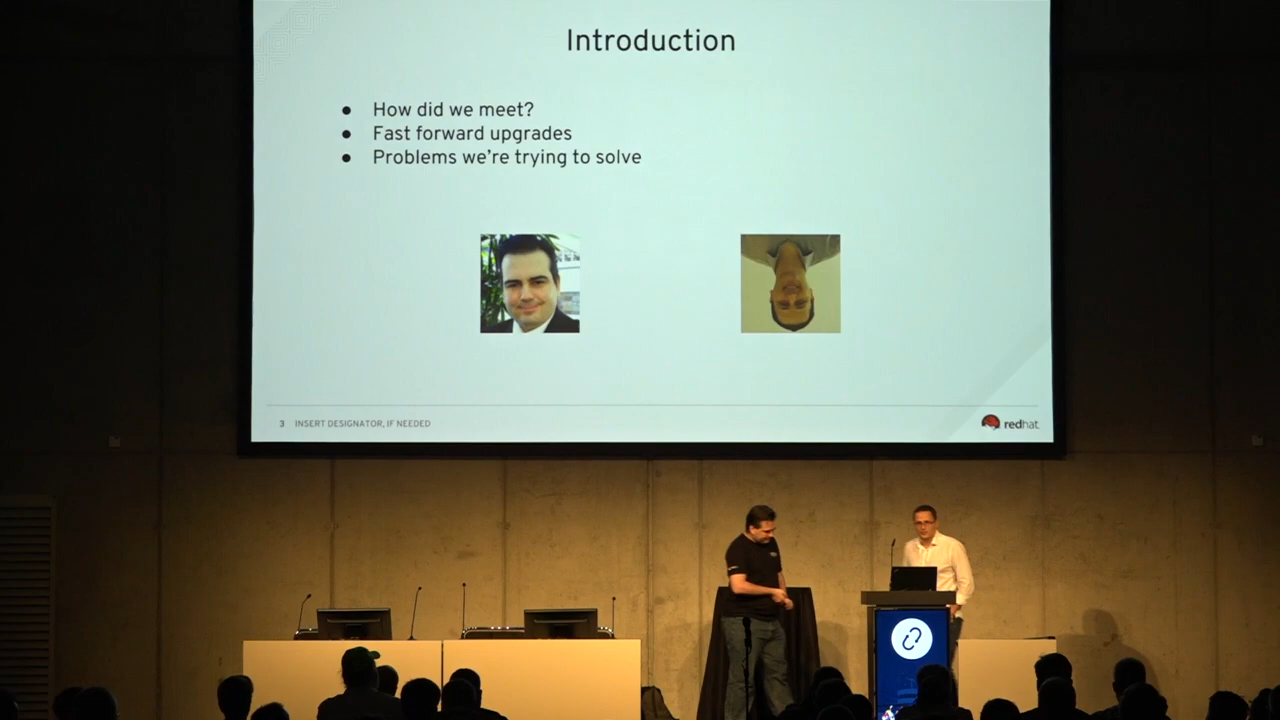 Introduction
● How did we meet?
● Fast forward upgrades
● Problems we're trying to solve
3 INSERT DESIGNATOR, IF NEEDED
redhat.